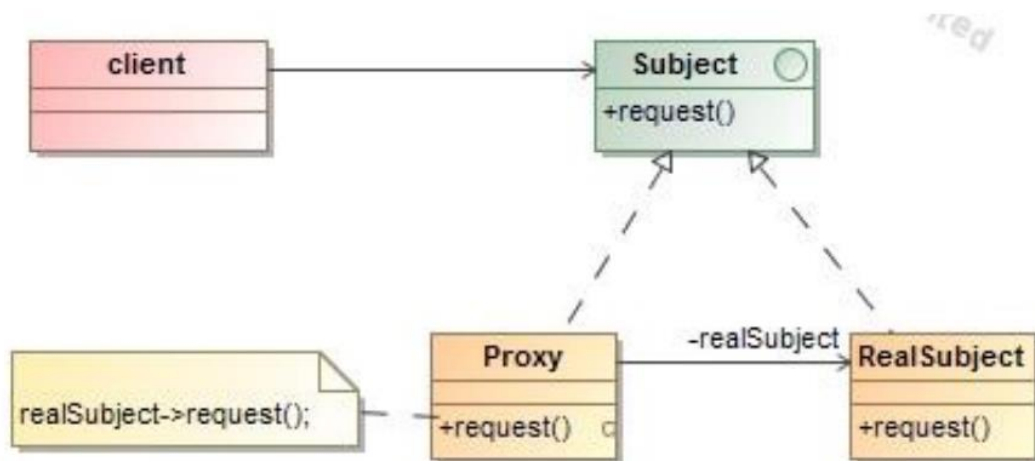 client
Subject
+request()
-realSubject
Proxy
RealSubject
realSubject->request();
+request()
+request()